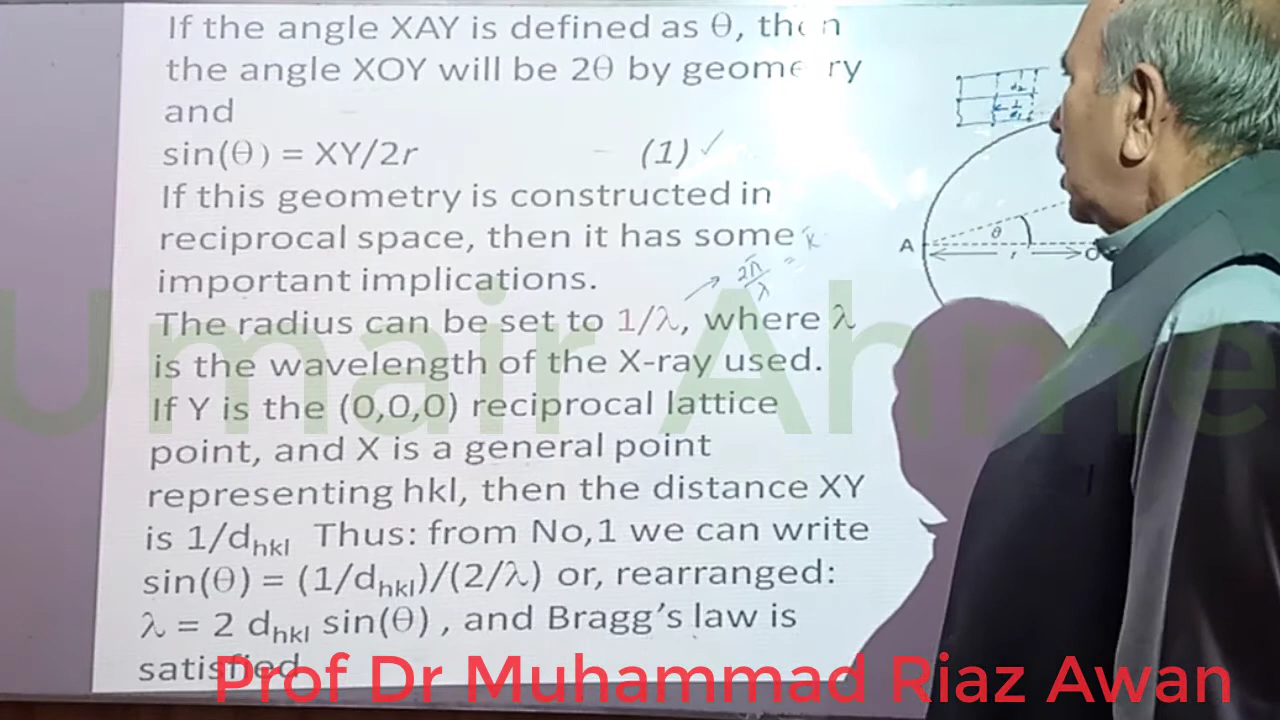 If the angle XAY is defined as θ, then
the angle XOY will be 2θ by geometry
and
sin(θ) = XY/2r (1) ✓
If this geometry is constructed in
reciprocal space, then it has some
important implications.
2π/λ = k
The radius can be set to 1/λ, where λ
is the wavelength of the X-ray used.
If Y is the (0,0,0) reciprocal lattice
point, and X is a general point
representing hkl, then the distance XY
is 1/dhkl Thus: from No,1 we can write
sin(θ) = (1/dhkl)/(2/λ) or, rearranged:
λ = 2 dhkl sin(θ) , and Bragg's law is
satisfied
A θ r O
Umair Ahme
Prof Dr Muhammad Riaz Awan